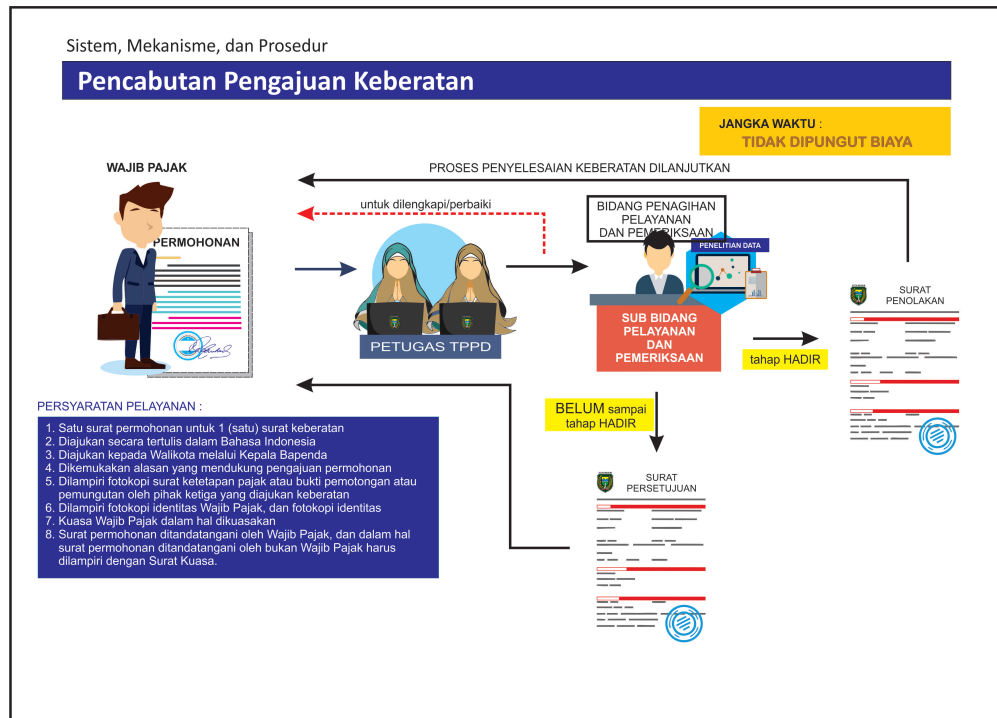 Sistem, Mekanisme, dan Prosedur
Pencabutan Pengajuan Keberatan
JANGKA WAKTU :
TIDAK DIPUNGUT BIAYA
WAJIB PAJAK
PROSES PENYELESAIAN KEBERATAN DILANJUTKAN
untuk dilengkapi/perbaiki
BIDANG PENAGIHAN
PELAYANAN
DAN PEMERIKSAAN
PERMOHONAN
PENELITIAN DATA
SURAT
PENOLAKAN
SUB BIDANG
PELAYANAN
DAN
PEMERIKSAAN
PETUGAS TPPD
tahap HADIR
PERSYARATAN PELAYANAN :
BELUM sampai
tahap HADIR
1. Satu surat permohonan untuk 1 (satu) surat keberatan
2. Diajukan secara tertulis dalam Bahasa Indonesia
3. Diajukan kepada Walikota melalui Kepala Bapenda
4. Dikemukakan alasan yang mendukung pengajuan permohonan
5. Dilampiri fotokopi surat ketetapan pajak atau bukti pemotongan atau
pemungutan oleh pihak ketiga yang diajukan keberatan
6. Dilampiri fotokopi identitas Wajib Pajak, dan fotokopi identitas
7. Kuasa Wajib Pajak dalam hal dikuasakan
8. Surat permohonan ditandatangani oleh Wajib Pajak, dan dalam hal
surat permohonan ditandatangani oleh bukan Wajib Pajak harus
dilampiri dengan Surat Kuasa.
SURAT
PERSETUJUAN